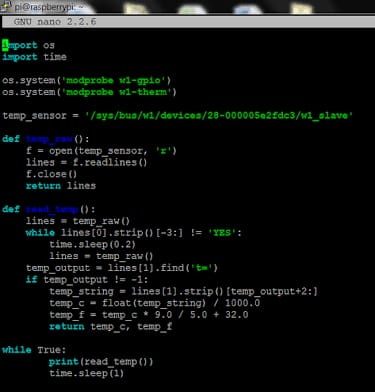 pi@raspberrypi: ~
GNU nano 2.2.6
import os
import time
os.system('modprobe w1-gpio')
os.system('modprobe w1-therm')
temp_sensor = '/sys/bus/w1/devices/28-000005e2fdc3/w1_slave'
def temp_raw():
    f = open(temp_sensor, 'r')
    lines = f.readlines()
    f.close()
    return lines
def read_temp():
    lines = temp_raw()
    while lines[0].strip()[-3:] != 'YES':
        time.sleep(0.2)
        lines = temp_raw()
    temp_output = lines[1].find('t=')
    if temp_output != -1:
        temp_string = lines[1].strip()[temp_output+2:]
        temp_c = float(temp_string) / 1000.0
        temp_f = temp_c * 9.0 / 5.0 + 32.0
        return temp_c, temp_f
while True:
        print(read_temp())
        time.sleep(1)